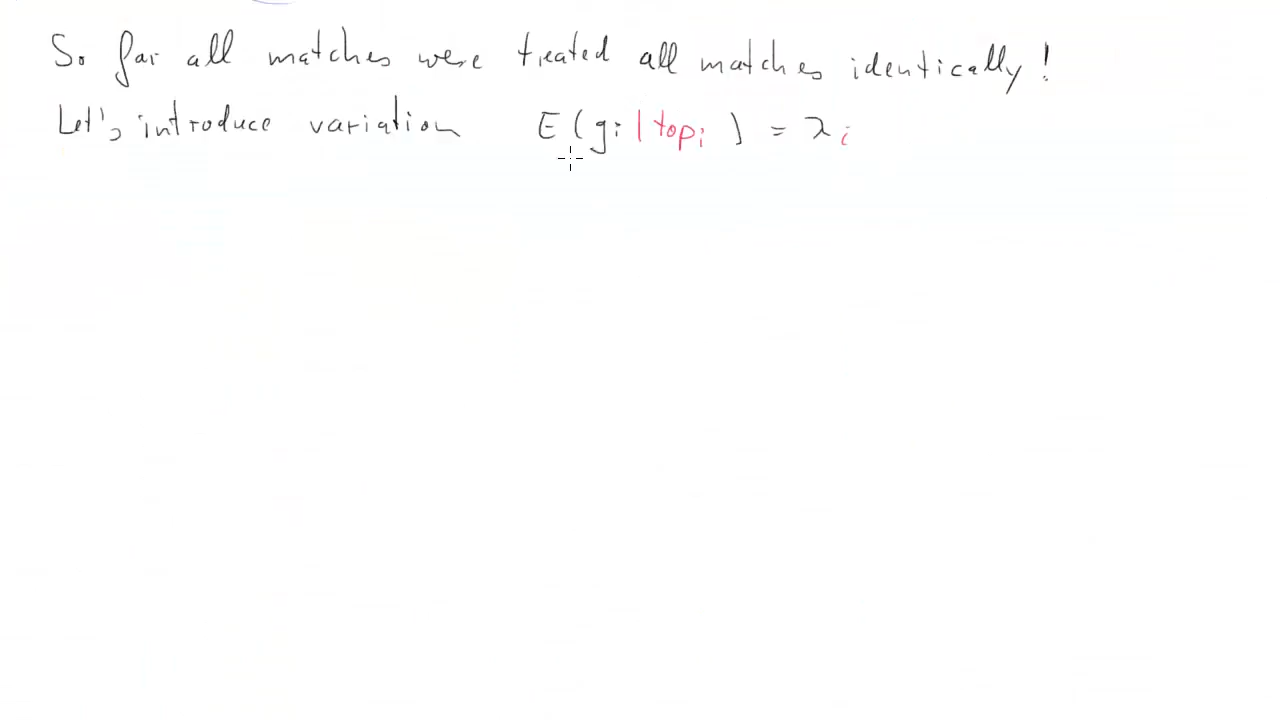 So far all matches were treated all matches identically!
Let's introduce variation E(gi | topi) = λi